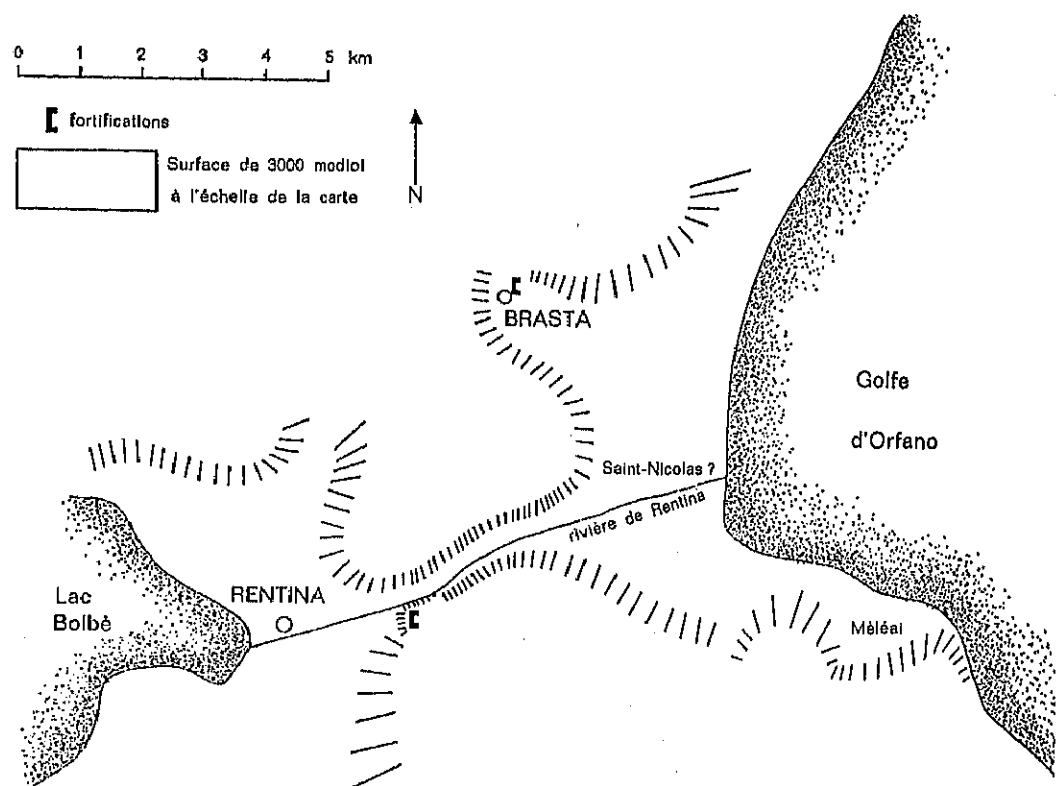 0 1 2 3 4 5 km
fortifications
Surface de 3000 modioi
à l'échelle de la carte
N
BRASTA
Golfe
d'Orfano
Saint-Nicolas ?
rivière de Rentina
Lac
Bolbè
RENTINA
Mèléai